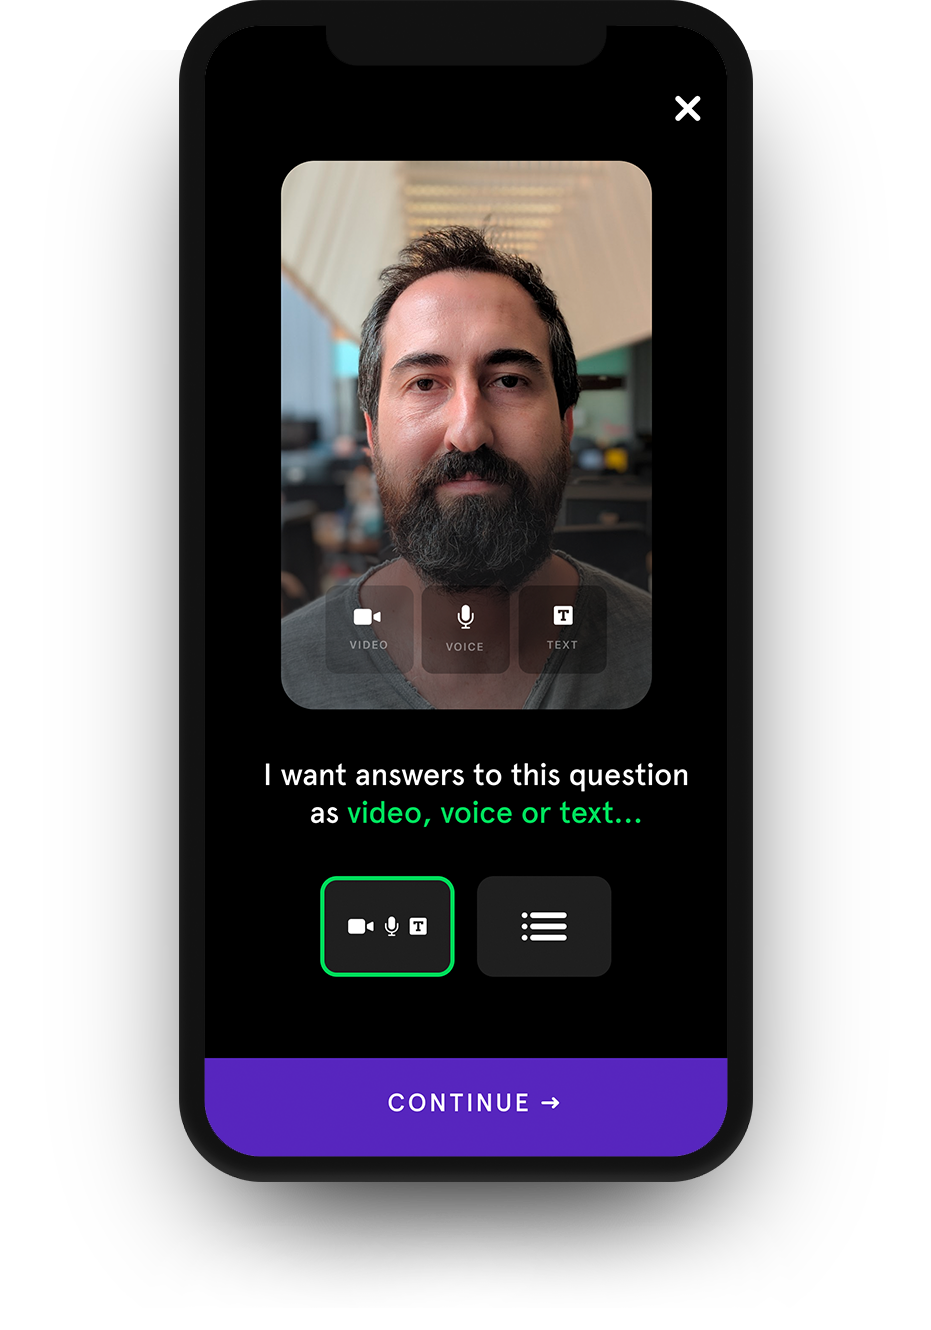 VIDEO
VOICE
TEXT
I want answers to this question
as video, voice or text...
CONTINUE →